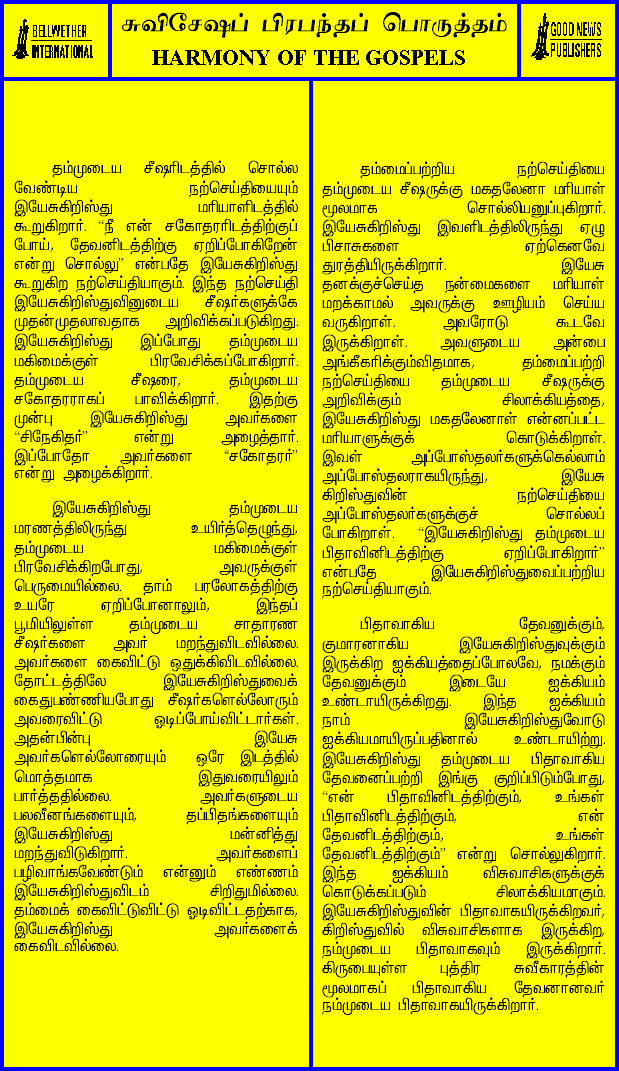 BELLWETHER
INTERNATIONAL
சுவிசேஷப் பிரபந்தப் பொருத்தம்
HARMONY OF THE GOSPELS
GOOD NEWS
PUBLISHERS
தம்முடைய சீஷரிடத்தில் சொல்ல
வேண்டிய நற்செய்தியையும்
இயேசுகிறிஸ்து மரியாளிடத்தில்
கூறுகிறார். “நீ என் சகோதரரிடத்திற்குப்
போய், தேவனிடத்திற்கு ஏறிப்போகிறேன்
என்று சொல்லு” என்பதே இயேசுகிறிஸ்து
கூறுகிற நற்செய்தியாகும். இந்த நற்செய்தி
இயேசுகிறிஸ்துவினுடைய சீஷர்களுக்கே
முதன்முதலாவதாக அறிவிக்கப்படுகிறது.
இயேசுகிறிஸ்து இப்போது தம்முடைய
மகிமைக்குள் பிரவேசிக்கப்போகிறார்.
தம்முடைய சீஷரை, தம்முடைய
சகோதரராகப் பாவிக்கிறார். இதற்கு
முன்பு இயேசுகிறிஸ்து அவர்களை
“சிநேகிதர்” என்று அழைத்தார்.
இப்போதோ அவர்களை “சகோதரர்”
என்று அழைக்கிறார்.
இயேசுகிறிஸ்து தம்முடைய
மரணத்திலிருந்து உயிர்த்தெழுந்து,
தம்முடைய மகிமைக்குள்
பிரவேசிக்கிறபோது, அவருக்குள்
பெருமையில்லை. தாம் பரலோகத்திற்கு
உயரே ஏறிப்போனாலும், இந்தப்
பூமியிலுள்ள தம்முடைய சாதாரண
சீஷர்களை அவர் மறந்துவிடவில்லை.
அவர்களை கைவிட்டு ஒதுக்கிவிடவில்லை.
தோட்டத்திலே இயேசுகிறிஸ்துவைக்
கைதுபண்ணியபோது சீஷர்களெல்லோரும்
அவரைவிட்டு ஓடிப்போய்விட்டார்கள்.
அதன்பின்பு இயேசு
அவர்களெல்லோரையும் ஒரே இடத்தில்
மொத்தமாக இதுவரையிலும்
பார்த்ததில்லை. அவர்களுடைய
பலவீனங்களையும், தப்பிதங்களையும்
இயேசுகிறிஸ்து மன்னித்து
மறந்துவிடுகிறார். அவர்களைப்
பழிவாங்கவேண்டும் என்னும் எண்ணம்
இயேசுகிறிஸ்துவிடம் சிறிதுமில்லை.
தம்மைக் கைவிட்டுவிட்டு ஓடிவிட்டதற்காக,
இயேசுகிறிஸ்து அவர்களைக்
கைவிடவில்லை.
தம்மைப்பற்றிய நற்செய்தியை
தம்முடைய சீஷருக்கு மகதலேனா மரியாள்
மூலமாக சொல்லியனுப்புகிறார்.
இயேசுகிறிஸ்து இவளிடத்திலிருந்து ஏழு
பிசாசுகளை ஏற்கெனவே
துரத்தியிருக்கிறார். இயேசு
தனக்குச்செய்த நன்மைகளை மரியாள்
மறக்காமல் அவருக்கு ஊழியம் செய்ய
வருகிறாள். அவரோடு கூடவே
இருக்கிறாள். அவளுடைய அன்பை
அங்கீகரிக்கும்விதமாக, தம்மைப்பற்றி
நற்செய்தியை தம்முடைய சீஷருக்கு
அறிவிக்கும் சிலாக்கியத்தை,
இயேசுகிறிஸ்து மகதலேனாள் என்னப்பட்ட
மரியாளுக்குக் கொடுக்கிறாள்.
இவள் அப்போஸ்தலர்களுக்கெல்லாம்
அப்போஸ்தலராகயிருந்து, இயேசு
கிறிஸ்துவின் நற்செய்தியை
அப்போஸ்தலர்களுக்குச் சொல்லப்
போகிறாள். “இயேசுகிறிஸ்து தம்முடைய
பிதாவினிடத்திற்கு ஏறிப்போகிறார்”
என்பதே இயேசுகிறிஸ்துவைப்பற்றிய
நற்செய்தியாகும்.
பிதாவாகிய தேவனுக்கும்,
குமாரனாகிய இயேசுகிறிஸ்துவுக்கும்
இருக்கிற ஐக்கியத்தைப்போலவே, நமக்கும்
தேவனுக்கும் இடையே ஐக்கியம்
உண்டாயிருக்கிறது. இந்த ஐக்கியம்
நாம் இயேசுகிறிஸ்துவோடு
ஐக்கியமாயிருப்பதினால் உண்டாயிற்று.
இயேசுகிறிஸ்து தம்முடைய பிதாவாகிய
தேவனைப்பற்றி இங்கு குறிப்பிடும்போது,
“என் பிதாவினிடத்திற்கும், உங்கள்
பிதாவினிடத்திற்கும், என்
தேவனிடத்திற்கும், உங்கள்
தேவனிடத்திற்கும்” என்று சொல்லுகிறார்.
இந்த ஐக்கியம் விசுவாசிகளுக்குக்
கொடுக்கப்படும் சிலாக்கியமாகும்.
இயேசுகிறிஸ்துவின் பிதாவாகயிருக்கிறவர்,
கிறிஸ்துவில் விசுவாசிகளாக இருக்கிற,
நம்முடைய பிதாவாகவும் இருக்கிறார்.
கிருபையுள்ள புத்திர சுவீகாரத்தின்
மூலமாகப் பிதாவாகிய தேவனானவர்
நம்முடைய பிதாவாகயிருக்கிறார்.